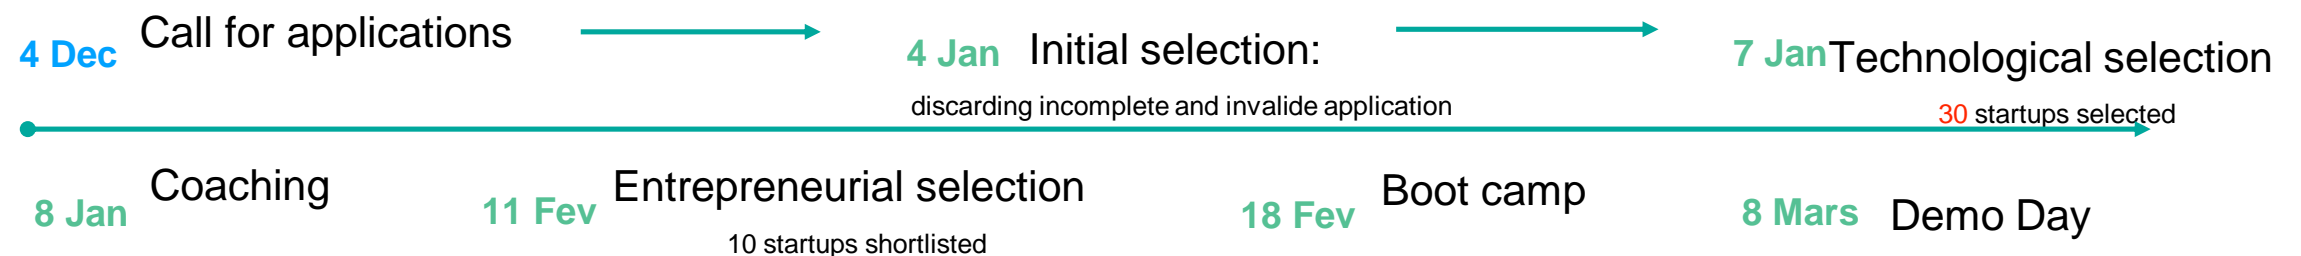 4 Dec Call for applications
4 Jan Initial selection:
discarding incomplete and invalide application
7 Jan Technological selection
30 startups selected
8 Jan Coaching
11 Fev Entrepreneurial selection
10 startups shortlisted
18 Fev Boot camp
8 Mars Demo Day